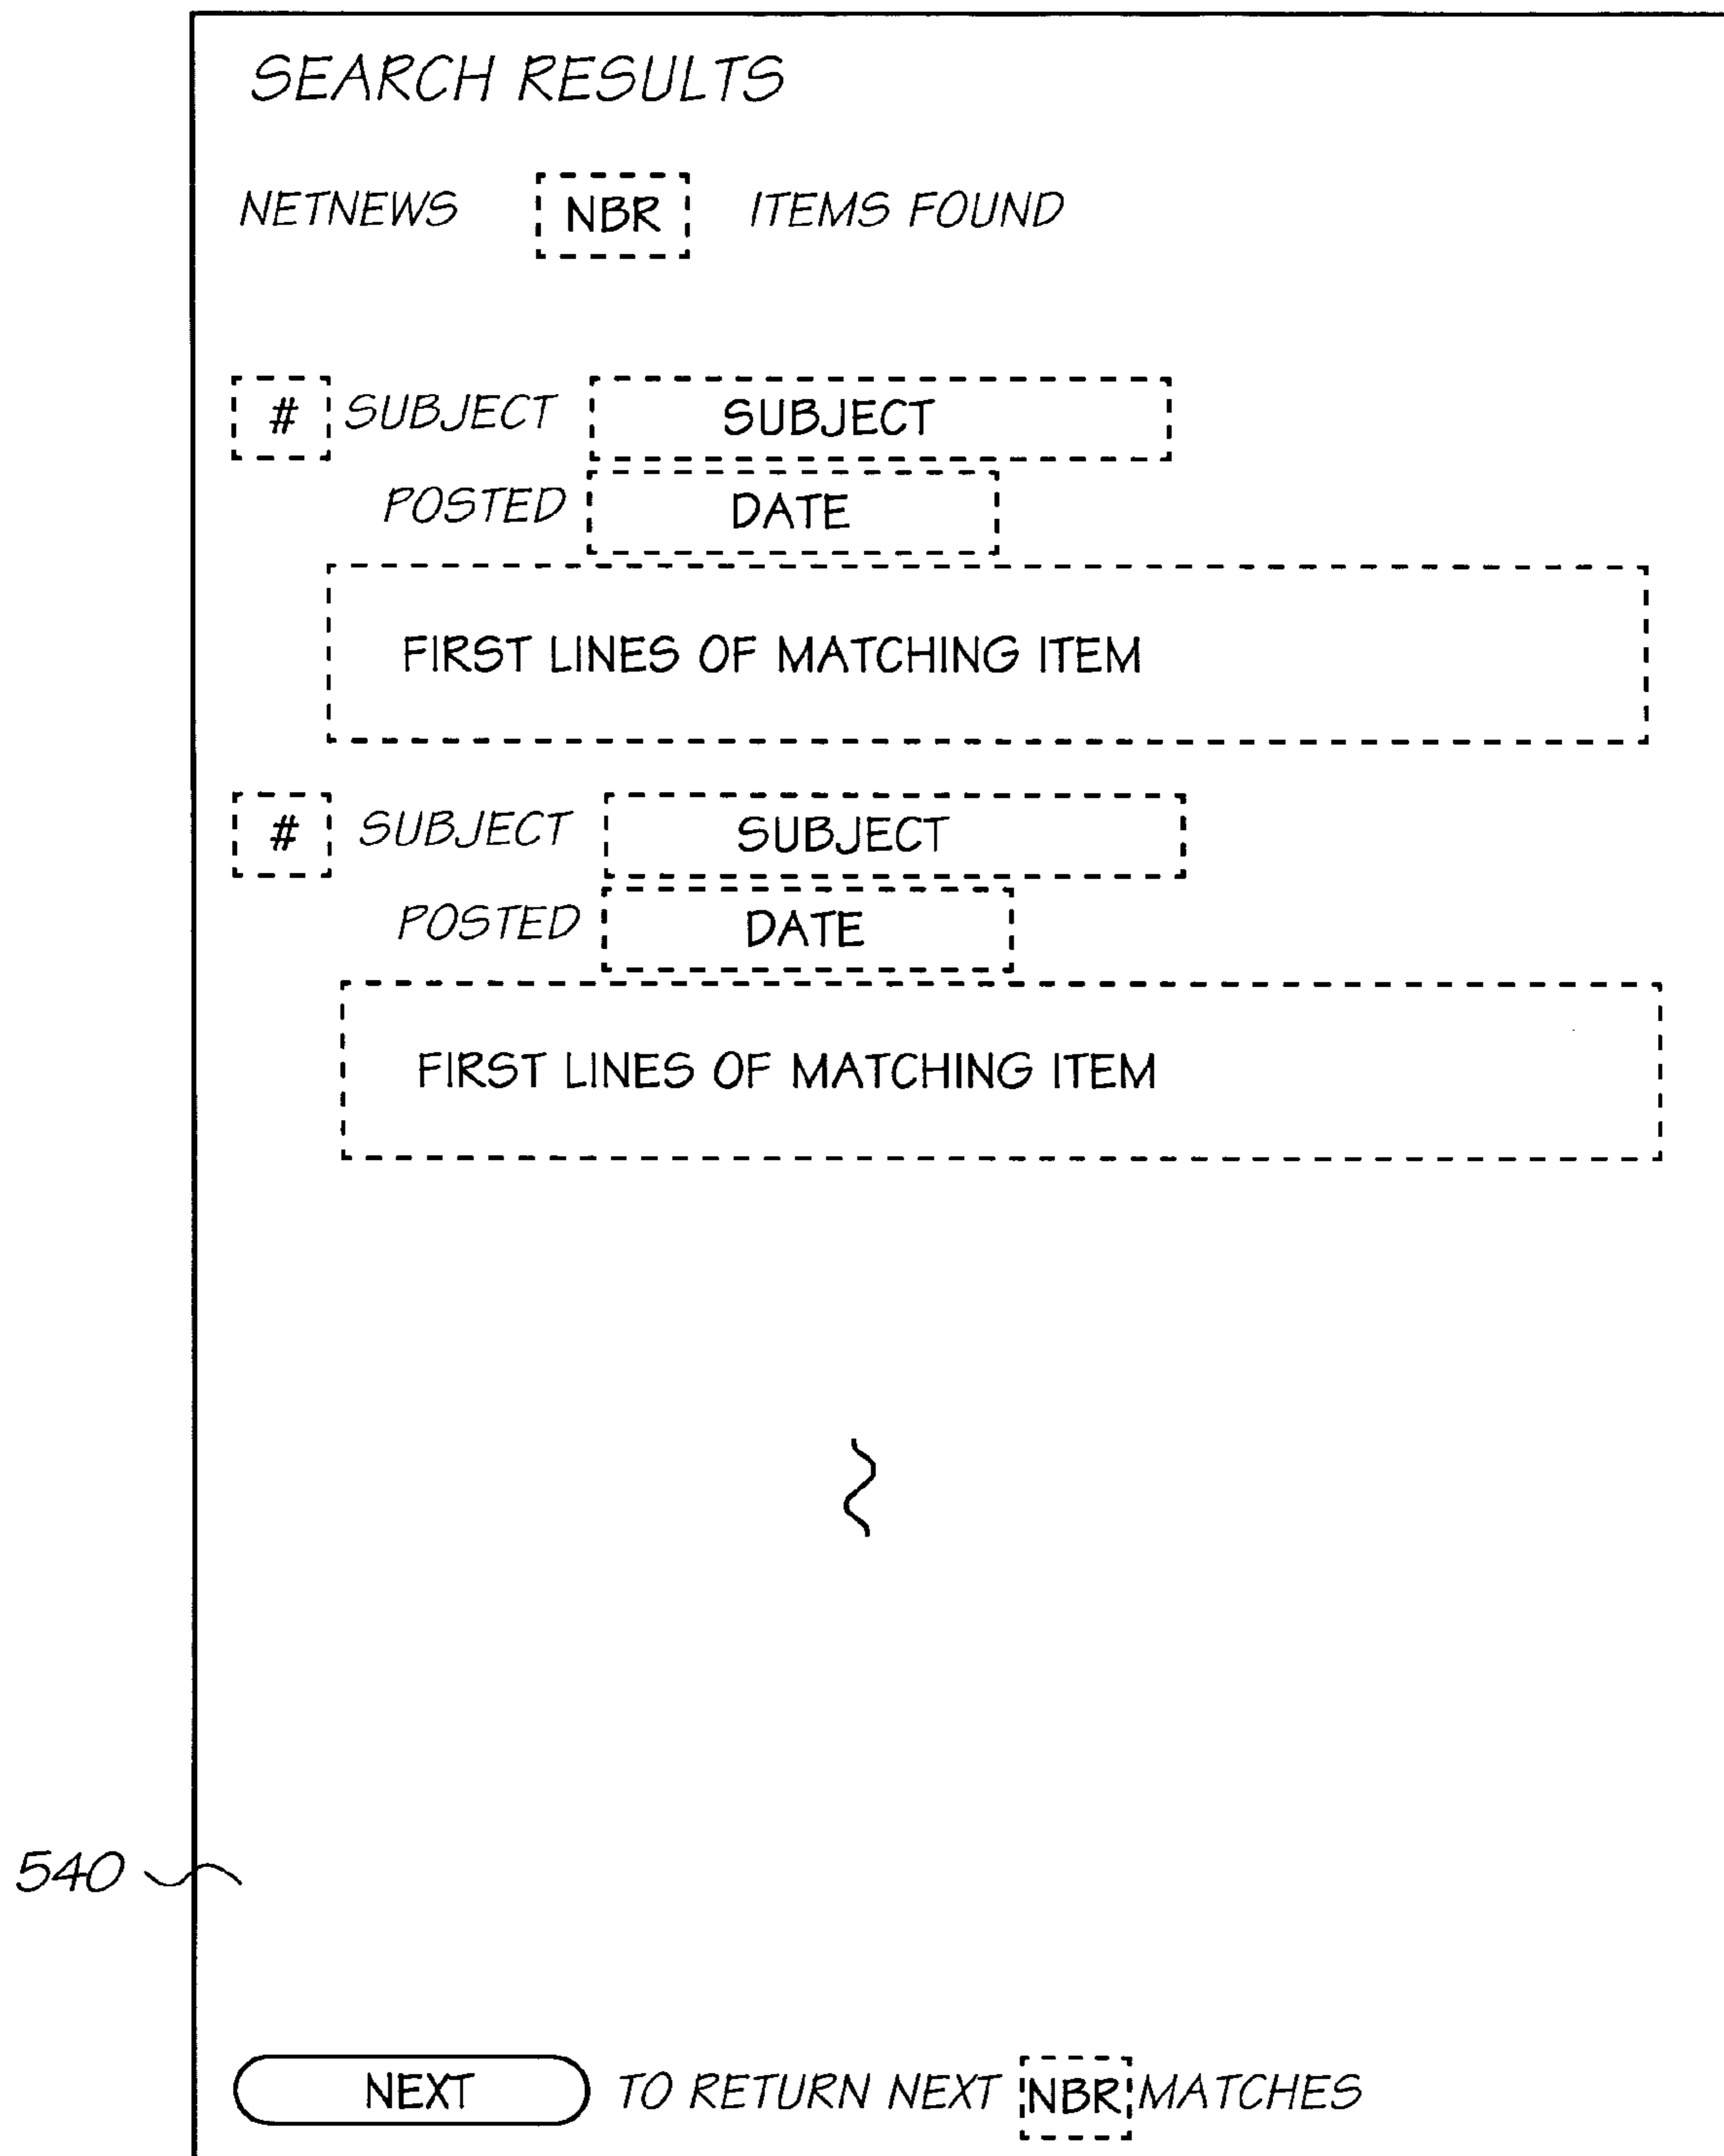 SEARCH RESULTS
NETNEWS NBR ITEMS FOUND
# SUBJECT SUBJECT
POSTED DATE
FIRST LINES OF MATCHING ITEM
# SUBJECT SUBJECT
POSTED DATE
FIRST LINES OF MATCHING ITEM
540
NEXT TO RETURN NEXT NBR MATCHES